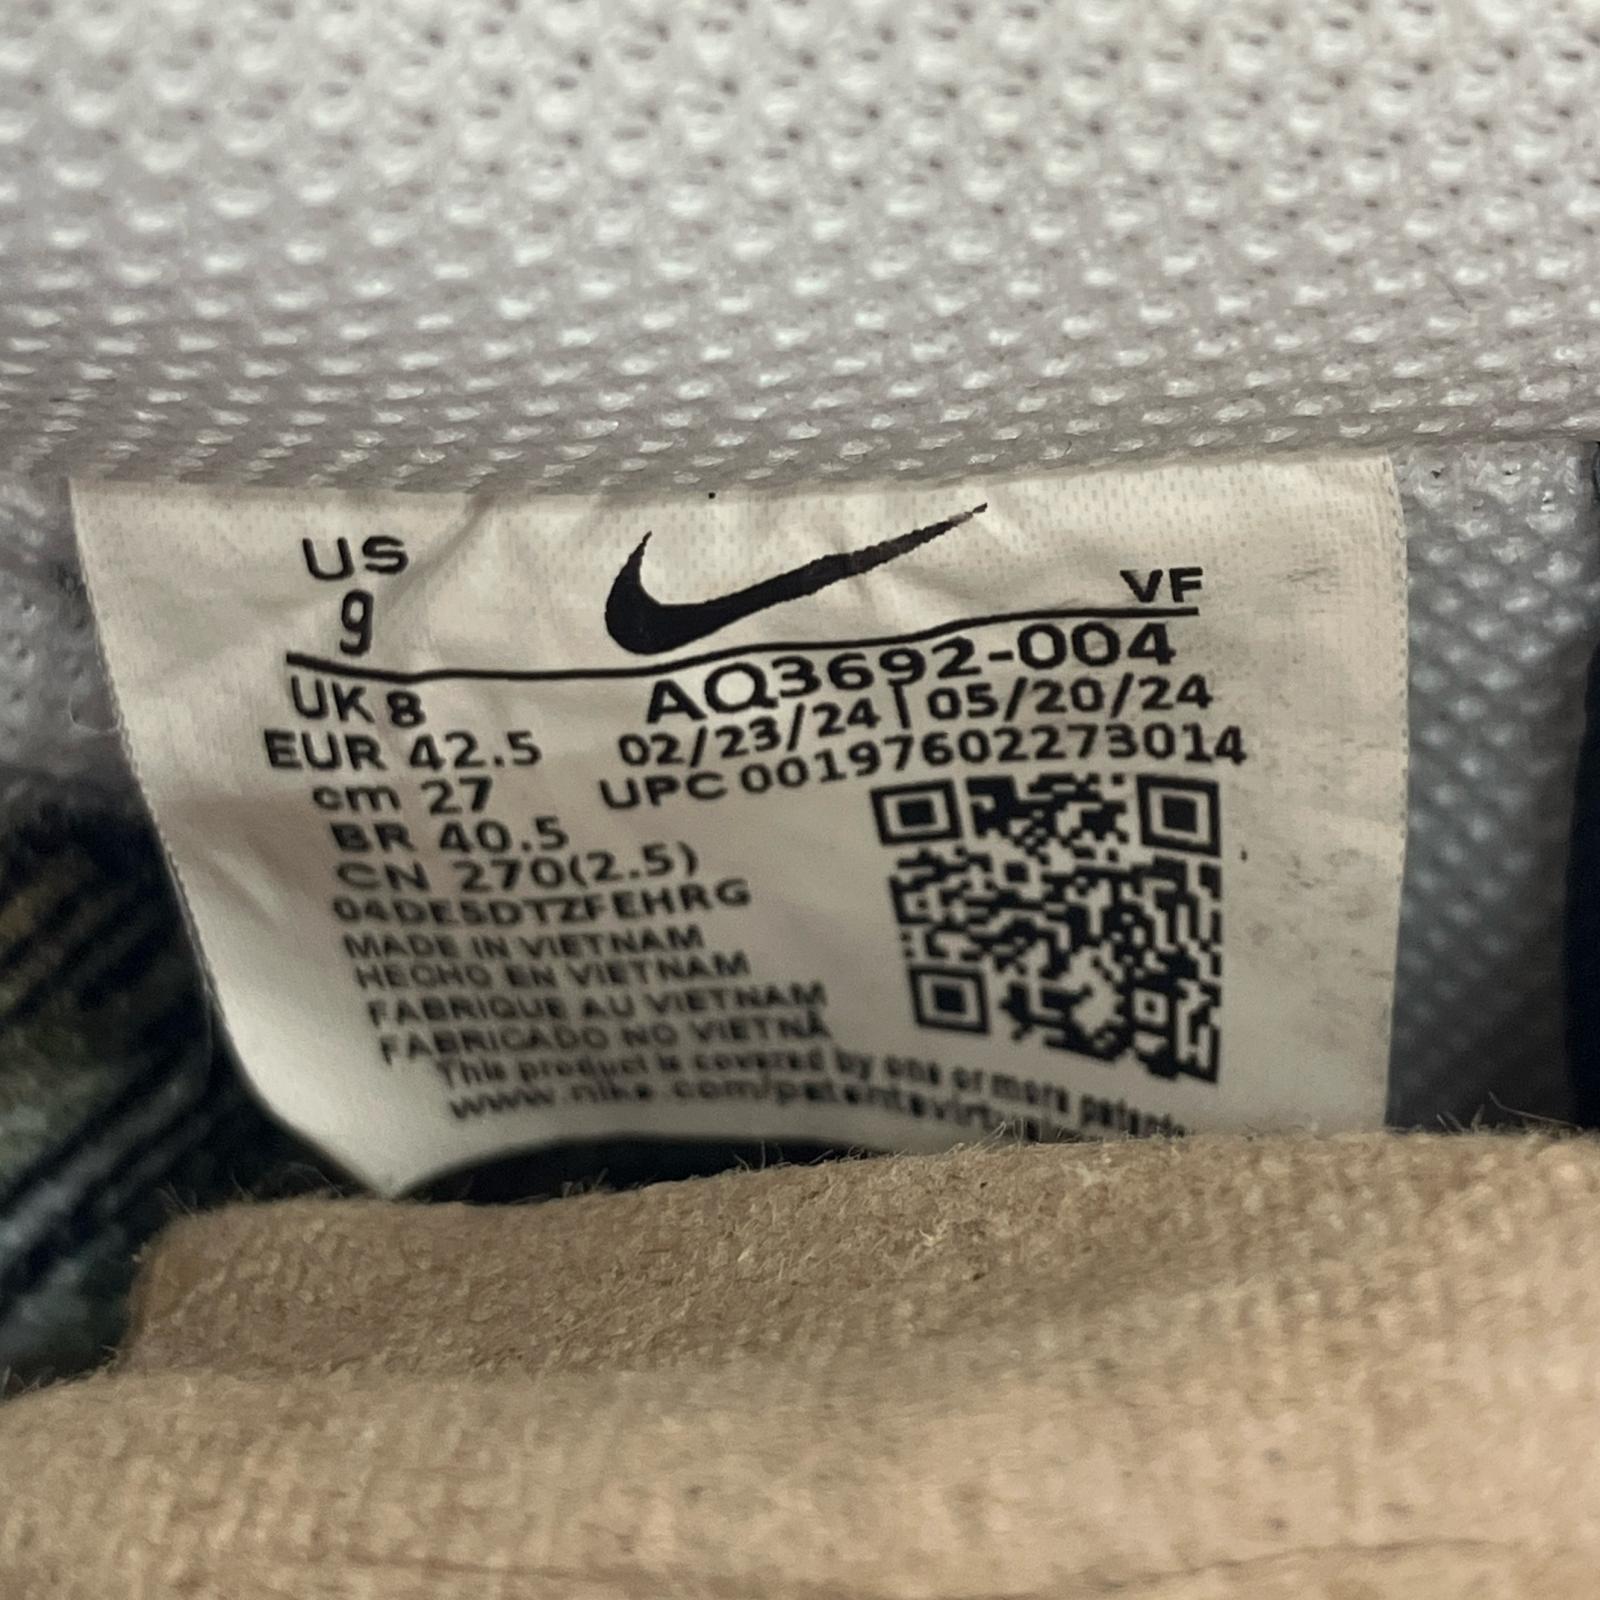 US
9
VF
UK 8
AQ3692-004
EUR 42.5
02/23/24 | 05/20/24
cm 27
UPC 00197602273014
BR 40.5
CN 270(2.5)
04DE5DTZFEHRG
MADE IN VIETNAM
HECHO EN VIETNAM
FABRIQUE AU VIETNAM
FABRICADO NO VIETNÃ
This product is covered by one or more patents
www.nike.com/patents